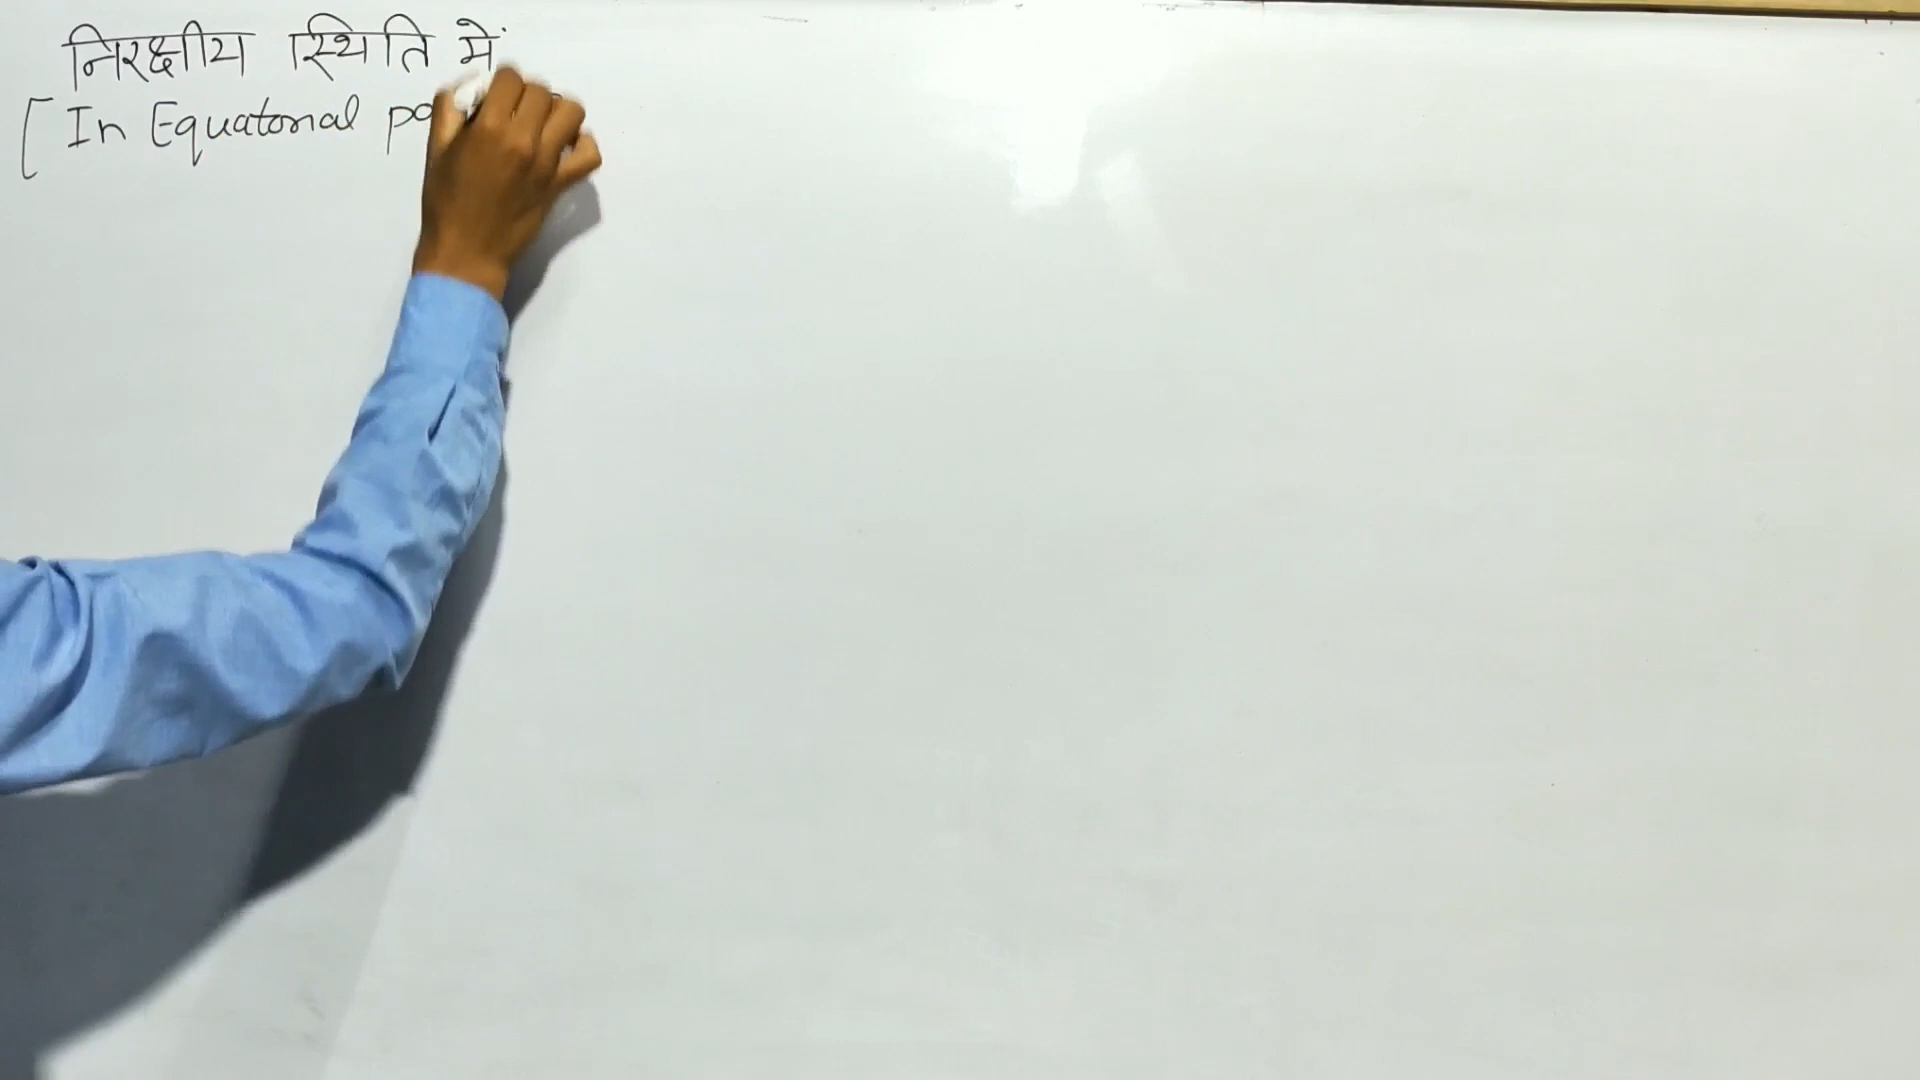 निरक्षीय स्थिति में
[In Equatorial